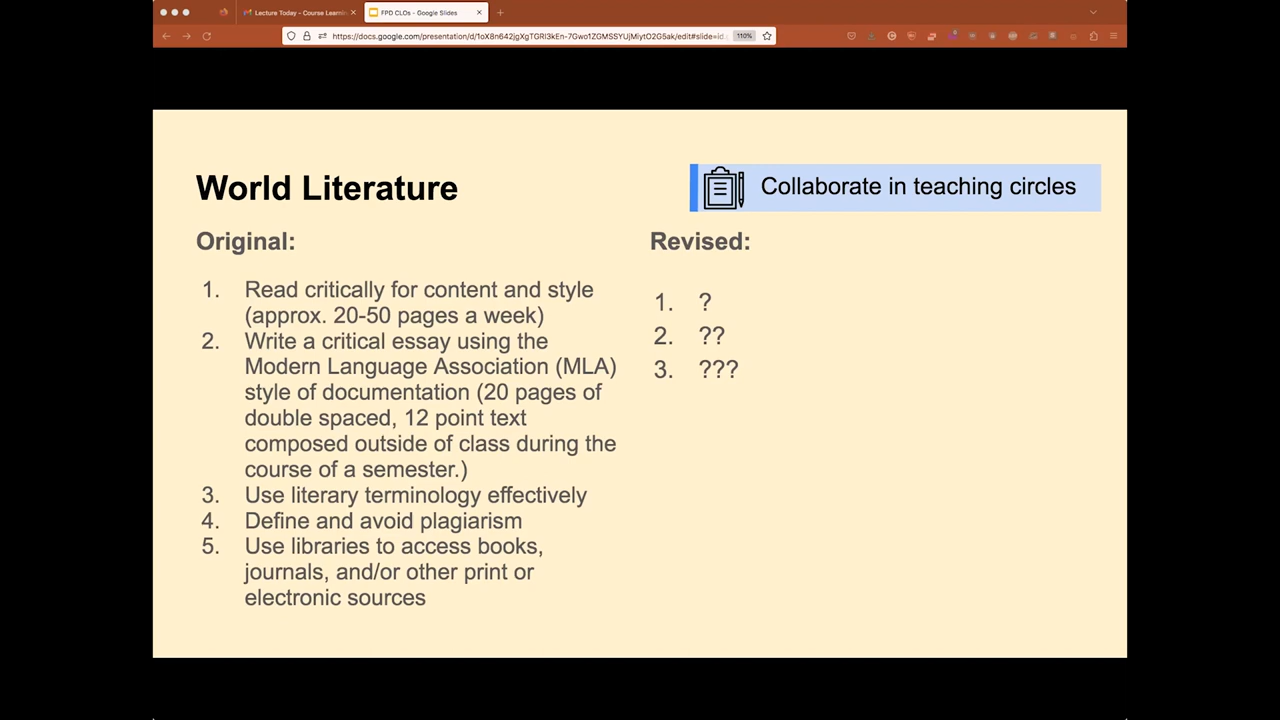 Lecture Today - Course Learnin
FPD CLOs - Google Slides
110%
World Literature
Collaborate in teaching circles
Original:
Revised:
1. Read critically for content and style
(approx. 20-50 pages a week)
2. Write a critical essay using the
Modern Language Association (MLA)
style of documentation (20 pages of
double spaced, 12 point text
composed outside of class during the
course of a semester.)
3. Use literary terminology effectively
4. Define and avoid plagiarism
5. Use libraries to access books,
journals, and/or other print or
electronic sources
1. ?
2. ??
3. ???